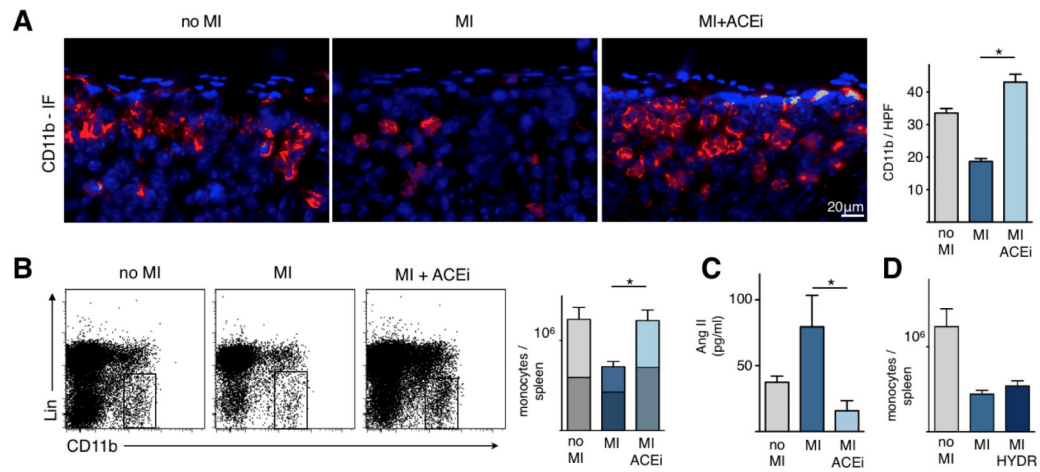 A
no MI
MI
MI+ACEi
CD11b - IF
20µm
CD11b / HPF
40
30
20
10
*
no
MI
MI
MI
ACEi
B
no MI
MI
MI + ACEi
Lin
CD11b
monocytes /
spleen
10⁶
*
no
MI
MI
MI
ACEi
C
Ang II
(pg/ml)
100
50
*
no
MI
MI
MI
ACEi
D
monocytes /
spleen
10⁶
no
MI
MI
MI
HYDR